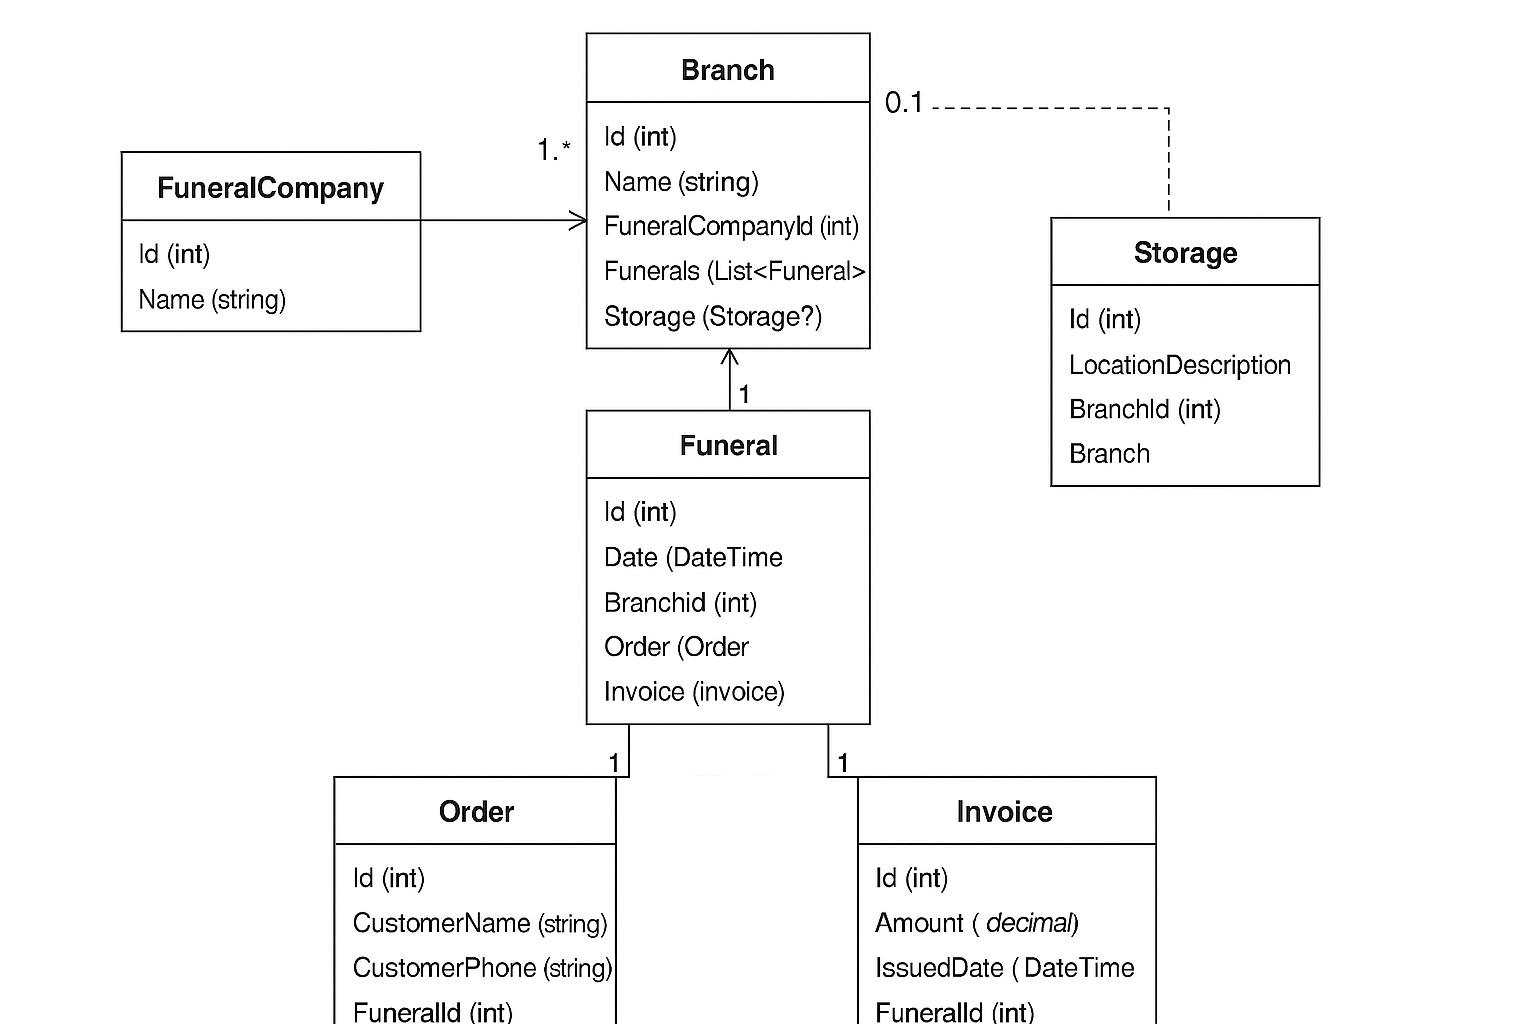 Branch
0.1
Id (int)
1.*
Name (string)
FuneralCompanyId (int)
Funerals (List<Funeral>
Storage (Storage?)
FuneralCompany
Id (int)
Name (string)
Storage
Id (int)
LocationDescription
BranchId (int)
Branch
1
Funeral
Id (int)
Date (DateTime
Branchid (int)
Order (Order
Invoice (invoice)
1
1
Order
Id (int)
CustomerName (string)
CustomerPhone (string)
FuneralId (int)
Invoice
Id (int)
Amount ( decimal)
IssuedDate ( DateTime
FuneralId (int)